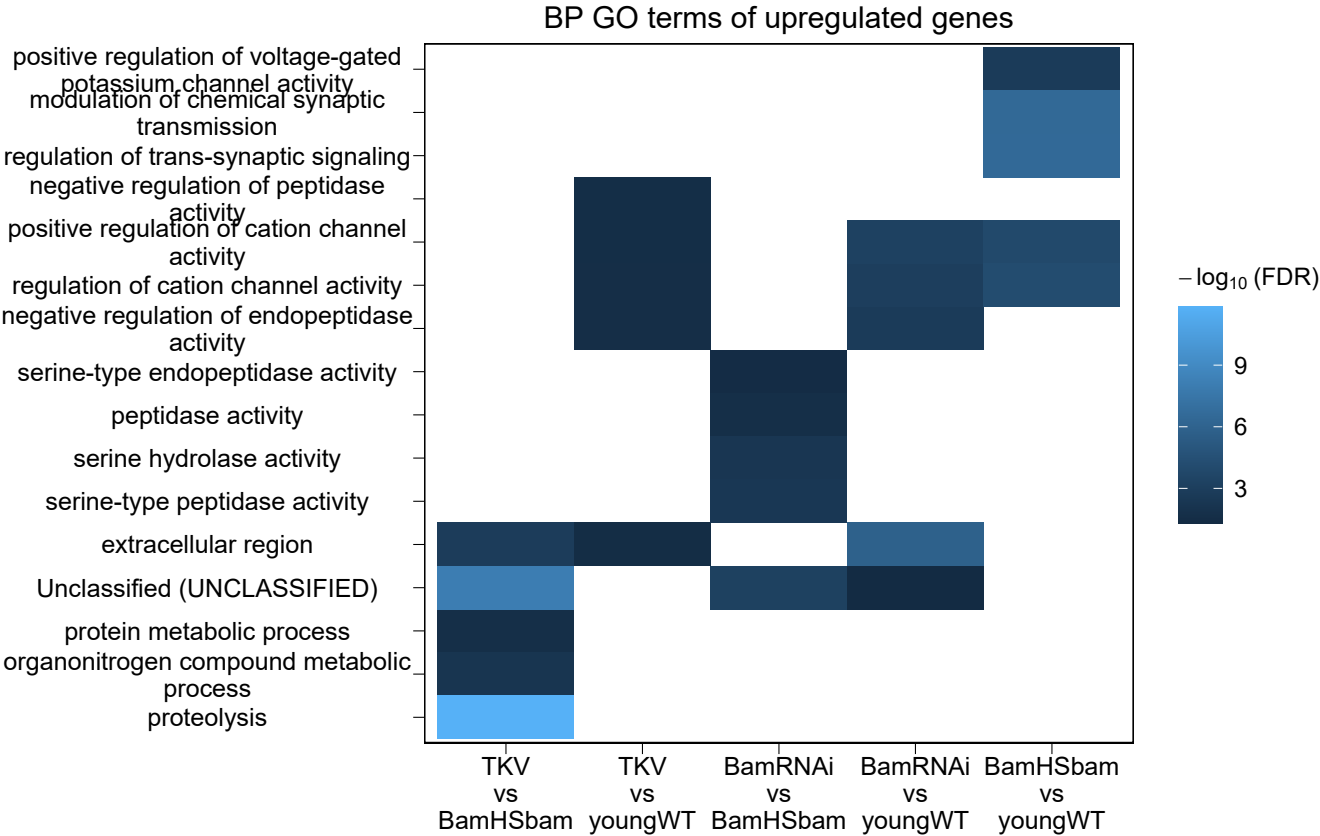 BP GO terms of upregulated genes
positive regulation of voltage-gated
potassium channel activity
modulation of chemical synaptic
transmission
regulation of trans-synaptic signaling
negative regulation of peptidase
activity
positive regulation of cation channel
activity
regulation of cation channel activity
negative regulation of endopeptidase
activity
serine-type endopeptidase activity
peptidase activity
serine hydrolase activity
serine-type peptidase activity
extracellular region
Unclassified (UNCLASSIFIED)
protein metabolic process
organonitrogen compound metabolic
process
proteolysis
TKV
vs
BamHSbam
TKV
vs
youngWT
BamRNAi
vs
BamHSbam
BamRNAi
vs
youngWT
BamHSbam
vs
youngWT
−log₁₀ (FDR)
9
6
3